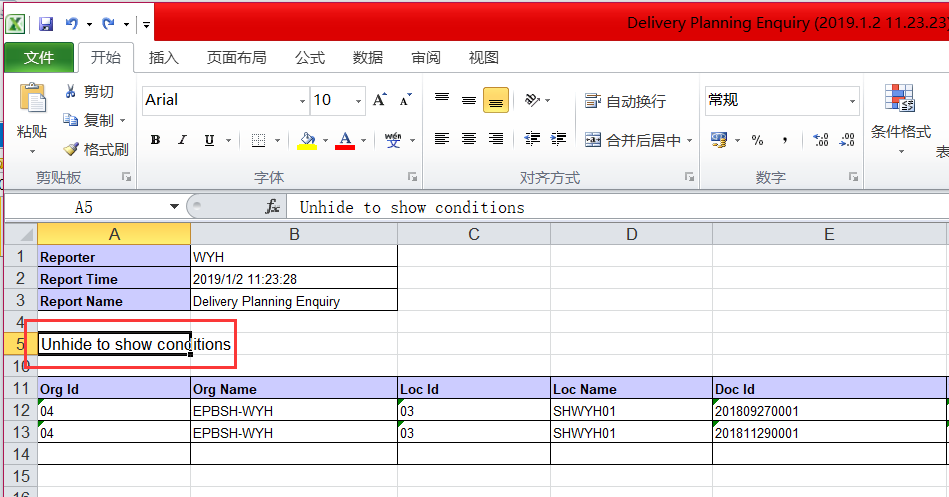 Delivery Planning Enquiry (2019.1.2 11.23.23)
文件 开始 插入 页面布局 公式 数据 审阅 视图
剪切
Arial 10 A A 自动换行 常规
粘贴 复制 条件格式
B I U A wén 变 合并后居中 % , .00
格式刷 表
剪贴板 字体 对齐方式 数字
A5 fx Unhide to show conditions
A B C D E
1 Reporter WYH
2 Report Time 2019/1/2 11:23:28
3 Report Name Delivery Planning Enquiry
4
5 Unhide to show conditions
10
11 Org Id Org Name Loc Id Loc Name Doc Id
12 04 EPBSH-WYH 03 SHWYH01 201809270001
13 04 EPBSH-WYH 03 SHWYH01 201811290001
14
15
16